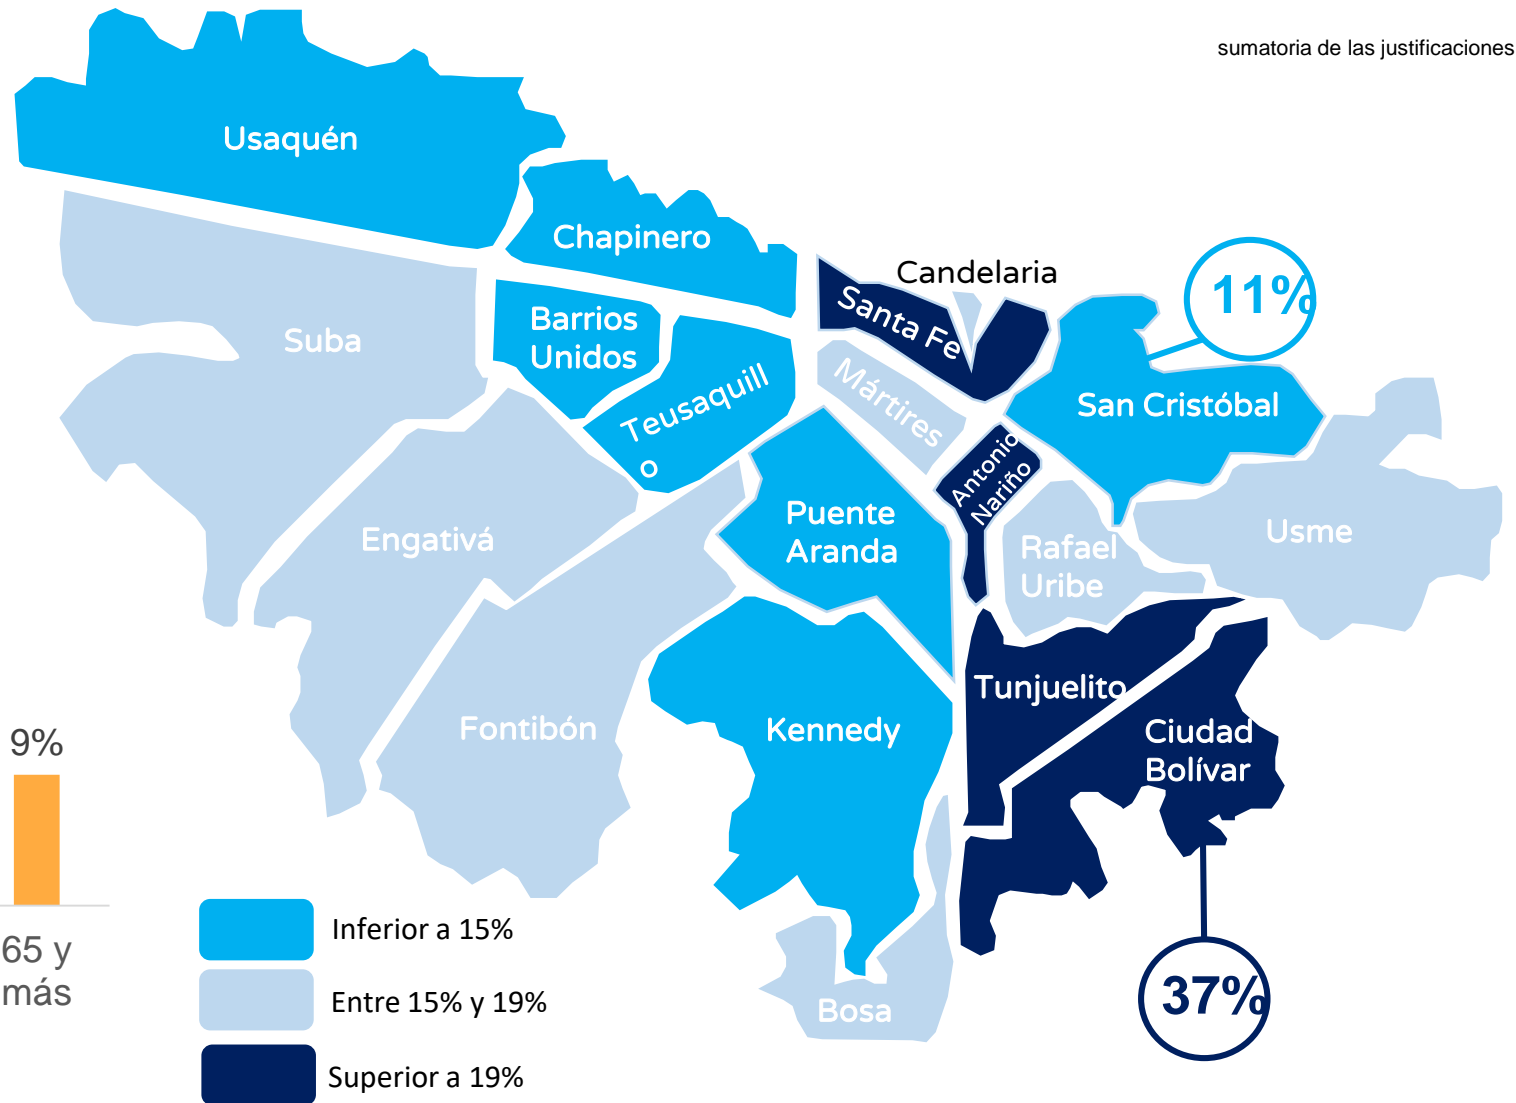 sumatoria de las justificaciones
Usaquén
Chapinero
Candelaria
11%
Santa Fe
Barrios
Unidos
Suba
Teusaquill
o
Mártires
San Cristóbal
Antonio
Nariño
Puente
Aranda
Engativá
Rafael
Uribe
Usme
Tunjuelito
Fontibón
Kennedy
Ciudad
Bolívar
9%
65 y
más
Inferior a 15%
Entre 15% y 19%
Superior a 19%
Bosa
37%